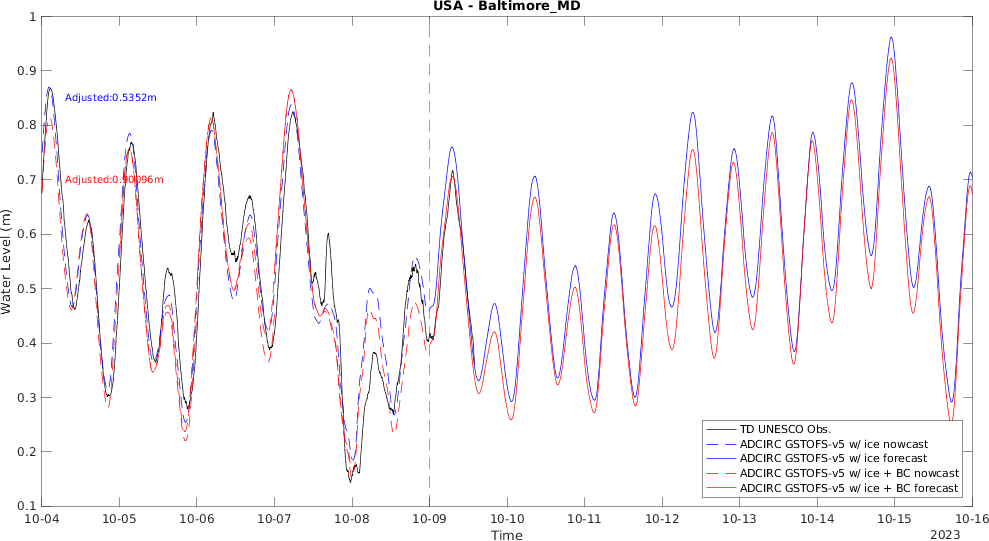 USA - Baltimore_MD
Water Level (m)
1
0.9
0.8
0.7
0.6
0.5
0.4
0.3
0.2
0.1
Adjusted:0.5352m
Adjusted:0.90096m
TD UNESCO Obs.
ADCIRC GSTOFS-v5 w/ ice nowcast
ADCIRC GSTOFS-v5 w/ ice forecast
ADCIRC GSTOFS-v5 w/ ice + BC nowcast
ADCIRC GSTOFS-v5 w/ ice + BC forecast
10-04 10-05 10-06 10-07 10-08 10-09 10-10 10-11 10-12 10-13 10-14 10-15 10-16
Time
2023